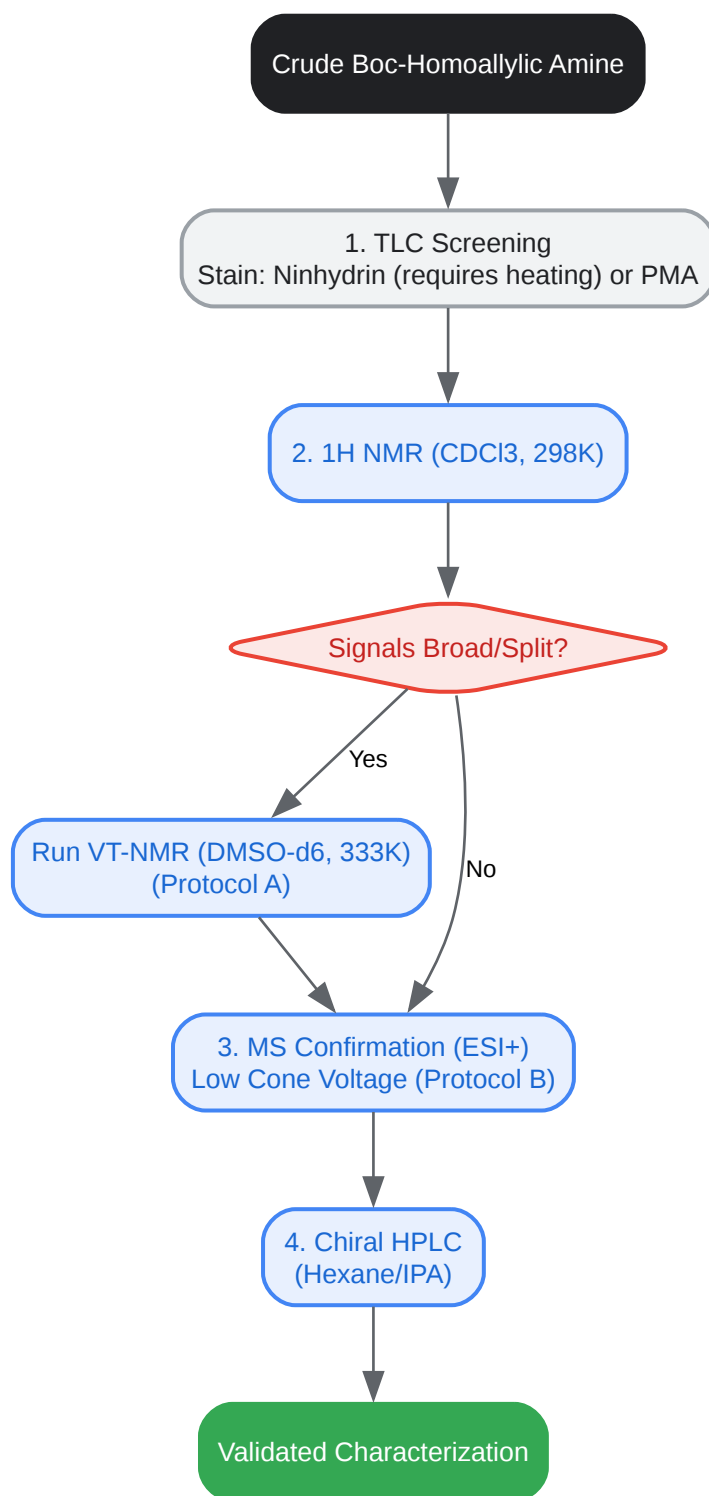 Crude Boc-Homoallylic Amine
1. TLC Screening
Stain: Ninhydrin (requires heating) or PMA
2. 1H NMR (CDCl3, 298K)
Signals Broad/Split?
Yes
Run VT-NMR (DMSO-d6, 333K)
(Protocol A)
No
3. MS Confirmation (ESI+)
Low Cone Voltage (Protocol B)
4. Chiral HPLC
(Hexane/IPA)
Validated Characterization